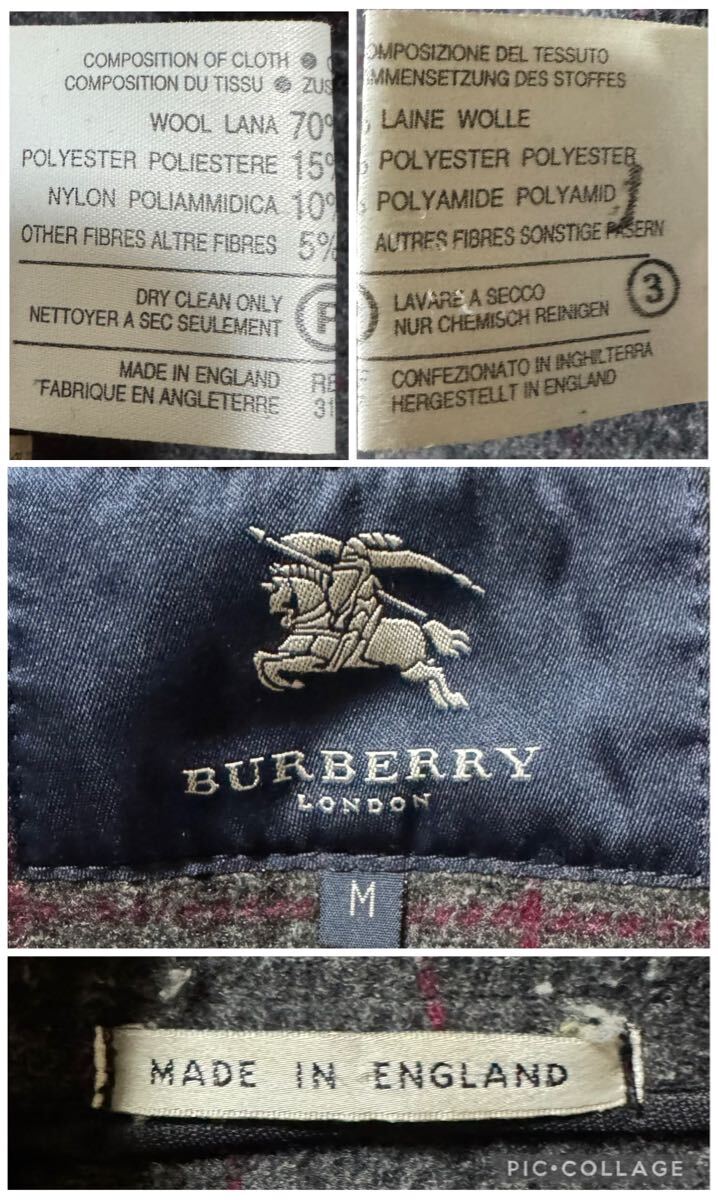 COMPOSITION OF CLOTH
COMPOSITION DU TISSU ZUS
WOOL LANA 70%
POLYESTER POLIESTERE 15%
NYLON POLIAMMIDICA 10%
OTHER FIBRES ALTRE FIBRES 5%
DRY CLEAN ONLY
NETTOYER A SEC SEULEMENT
P
MADE IN ENGLAND
FABRIQUE EN ANGLETERRE
RE
31
OMPOSIZIONE DEL TESSUTO
MMENSETZUNG DES STOFFES
LAINE WOLLE
POLYESTER POLYESTER
POLYAMIDE POLYAMID
AUTRES FIBRES SONSTIGE FASERN
LAVARE A SECCO
NUR CHEMISCH REINIGEN
3
CONFEZIONATO IN INGHILTERRA
HERGESTELLT IN ENGLAND
BURBERRY
LONDON
M
MADE IN ENGLAND
PIC•COLLAGE